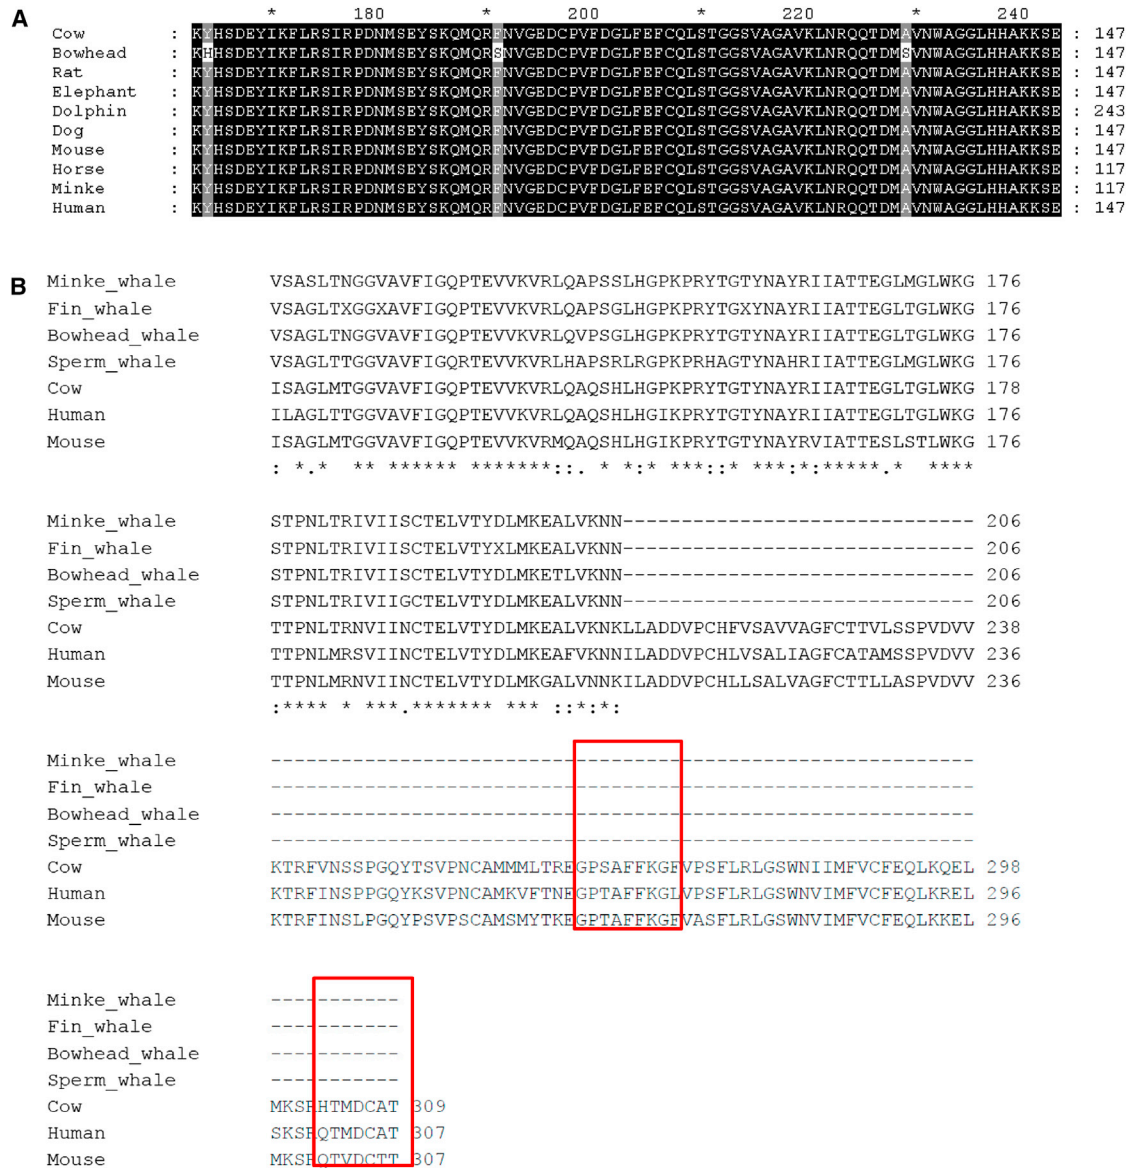 A
* 180 * 200 * 220 * 240
Cow : KYHSDEYIKFLRSIRPDNMSEYSKQMQRFNVGEDCPVFDGLFEFCQLSTGGSVAGAVKLNRQQTDMAVNWAGGLHHAKKSE : 147
Bowhead : KHHSDEYIKFLRSIRPDNMSEYSKQMQRSNVGEDCPVFDGLFEFCQLSTGGSVAGAVKLNRQQTDMSVNWAGGLHHAKKSE : 147
Rat : KYHSDEYIKFLRSIRPDNMSEYSKQMQRFNVGEDCPVFDGLFEFCQLSTGGSVAGAVKLNRQQTDMAVNWAGGLHHAKKSE : 147
Elephant : KYHSDEYIKFLRSIRPDNMSEYSKQMQRFNVGEDCPVFDGLFEFCQLSTGGSVAGAVKLNRQQTDMAVNWAGGLHHAKKSE : 147
Dolphin : KYHSDEYIKFLRSIRPDNMSEYSKQMQRFNVGEDCPVFDGLFEFCQLSTGGSVAGAVKLNRQQTDMAVNWAGGLHHAKKSE : 243
Dog : KYHSDEYIKFLRSIRPDNMSEYSKQMQRFNVGEDCPVFDGLFEFCQLSTGGSVAGAVKLNRQQTDMAVNWAGGLHHAKKSE : 147
Mouse : KYHSDEYIKFLRSIRPDNMSEYSKQMQRFNVGEDCPVFDGLFEFCQLSTGGSVAGAVKLNRQQTDMAVNWAGGLHHAKKSE : 147
Horse : KYHSDEYIKFLRSIRPDNMSEYSKQMQRFNVGEDCPVFDGLFEFCQLSTGGSVAGAVKLNRQQTDMAVNWAGGLHHAKKSE : 117
Minke : KYHSDEYIKFLRSIRPDNMSEYSKQMQRFNVGEDCPVFDGLFEFCQLSTGGSVAGAVKLNRQQTDMAVNWAGGLHHAKKSE : 117
Human : KYHSDEYIKFLRSIRPDNMSEYSKQMQRFNVGEDCPVFDGLFEFCQLSTGGSVAGAVKLNRQQTDMAVNWAGGLHHAKKSE : 147
B
Minke_whale VSASLTNGGVAVFIGQPTEVVKVRLQAPSSLHGPKPRYTGTYNAYRIIATTEGLMGLWKG 176
Fin_whale VSAGLTXGGXAVFIGQPTEVVKVRLQAPSGLHGPKPRYTGXYNAYRIIATTEGLTGLWKG 176
Bowhead_whale VSAGLTNGGVAVFIGQPTEVVKVRLQVPSGLHGPKPRYTGTYNAYRIIATTEGLTGLWKG 176
Sperm_whale VSAGLTTGGVAVFIGQRTEVVKVRLHAPSRLRGPKPRHAGTYNAHRIIATTEGLMGLWKG 176
Cow ISAGLMTGGVAVFIGQPTEVVKVRLQAQSHLHGPKPRYTGTYNAYRIIATTEGLTGLWKG 178
Human ILAGLTTGGVAVFIGQPTEVVKVRLQAQSHLHGIKPRYTGTYNAYRIIATTEGLTGLWKG 176
Mouse ISAGLMTGGVAVFIGQPTEVVKVRMQAQSHLHGIKPRYTGTYNAYRVIATTESLSTLWKG 176
: *.* ** ****** *******::. * *:* ***::* ***:*:*****.* ****
Minke_whale STPNLTRIVIISCTELVTYDLMKEALVKNN------------------------------ 206
Fin_whale STPNLTRIVIISCTELVTYXLMKEALVKNN------------------------------ 206
Bowhead_whale STPNLTRIVIISCTELVTYDLMKETLVKNN------------------------------ 206
Sperm_whale STPNLTRIVIIGCTELVTYDLMKEALVKNN------------------------------ 206
Cow TTPNLTRNVIINCTELVTYDLMKEALVKNKLLADDVPCHFVSAVVAGFCTTVLSSPVDVV 238
Human TTPNLMRSVIINCTELVTYDLMKEAFVKNNILADDVPCHLVSALIAGFCATAMSSPVDVV 236
Mouse TTPNLMRNVIINCTELVTYDLMKGALVNNKILADDVPCHLLSALVAGFCTTLLASPVDVV 236
:**** * ***.******* *** ::*:*:
Minke_whale ------------------------------------------------------------
Fin_whale ------------------------------------------------------------
Bowhead_whale ------------------------------------------------------------
Sperm_whale ------------------------------------------------------------
Cow KTRFVNSSPGQYTSVPNCAMMMLTREGPSAFFKGFVPSFLRLGSWNIIMFVCFEQLKQEL 298
Human KTRFINSPPGQYKSVPNCAMKVFTNEGPTAFFKGLVPSFLRLGSWNVIMFVCFEQLKREL 296
Mouse KTRFINSLPGQYPSVPSCAMSMYTKEGPTAFFKGFVASFLRLGSWNVIMFVCFEQLKKEL 296
Minke_whale -----------
Fin_whale -----------
Bowhead_whale -----------
Sperm_whale -----------
Cow MKSRHTMDCAT 309
Human SKSRQTMDCAT 307
Mouse MKSRQTVDCTT 307